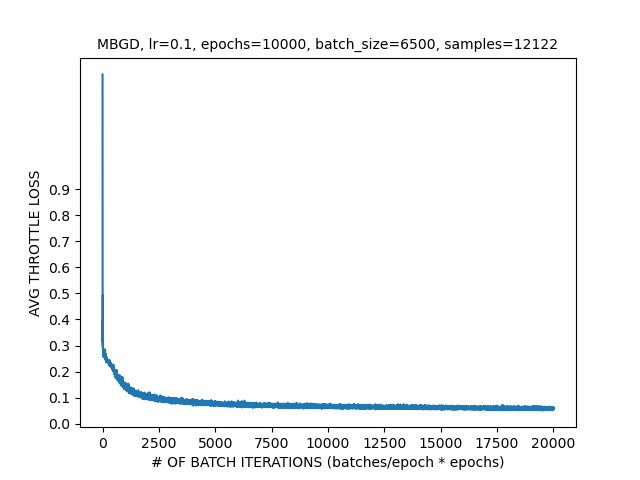 MBGD, lr=0.1, epochs=10000, batch_size=6500, samples=12122
AVG THROTTLE LOSS
0.9
0.8
0.7
0.6
0.5
0.4
0.3
0.2
0.1
0.0
0 2500 5000 7500 10000 12500 15000 17500 20000
# OF BATCH ITERATIONS (batches/epoch * epochs)